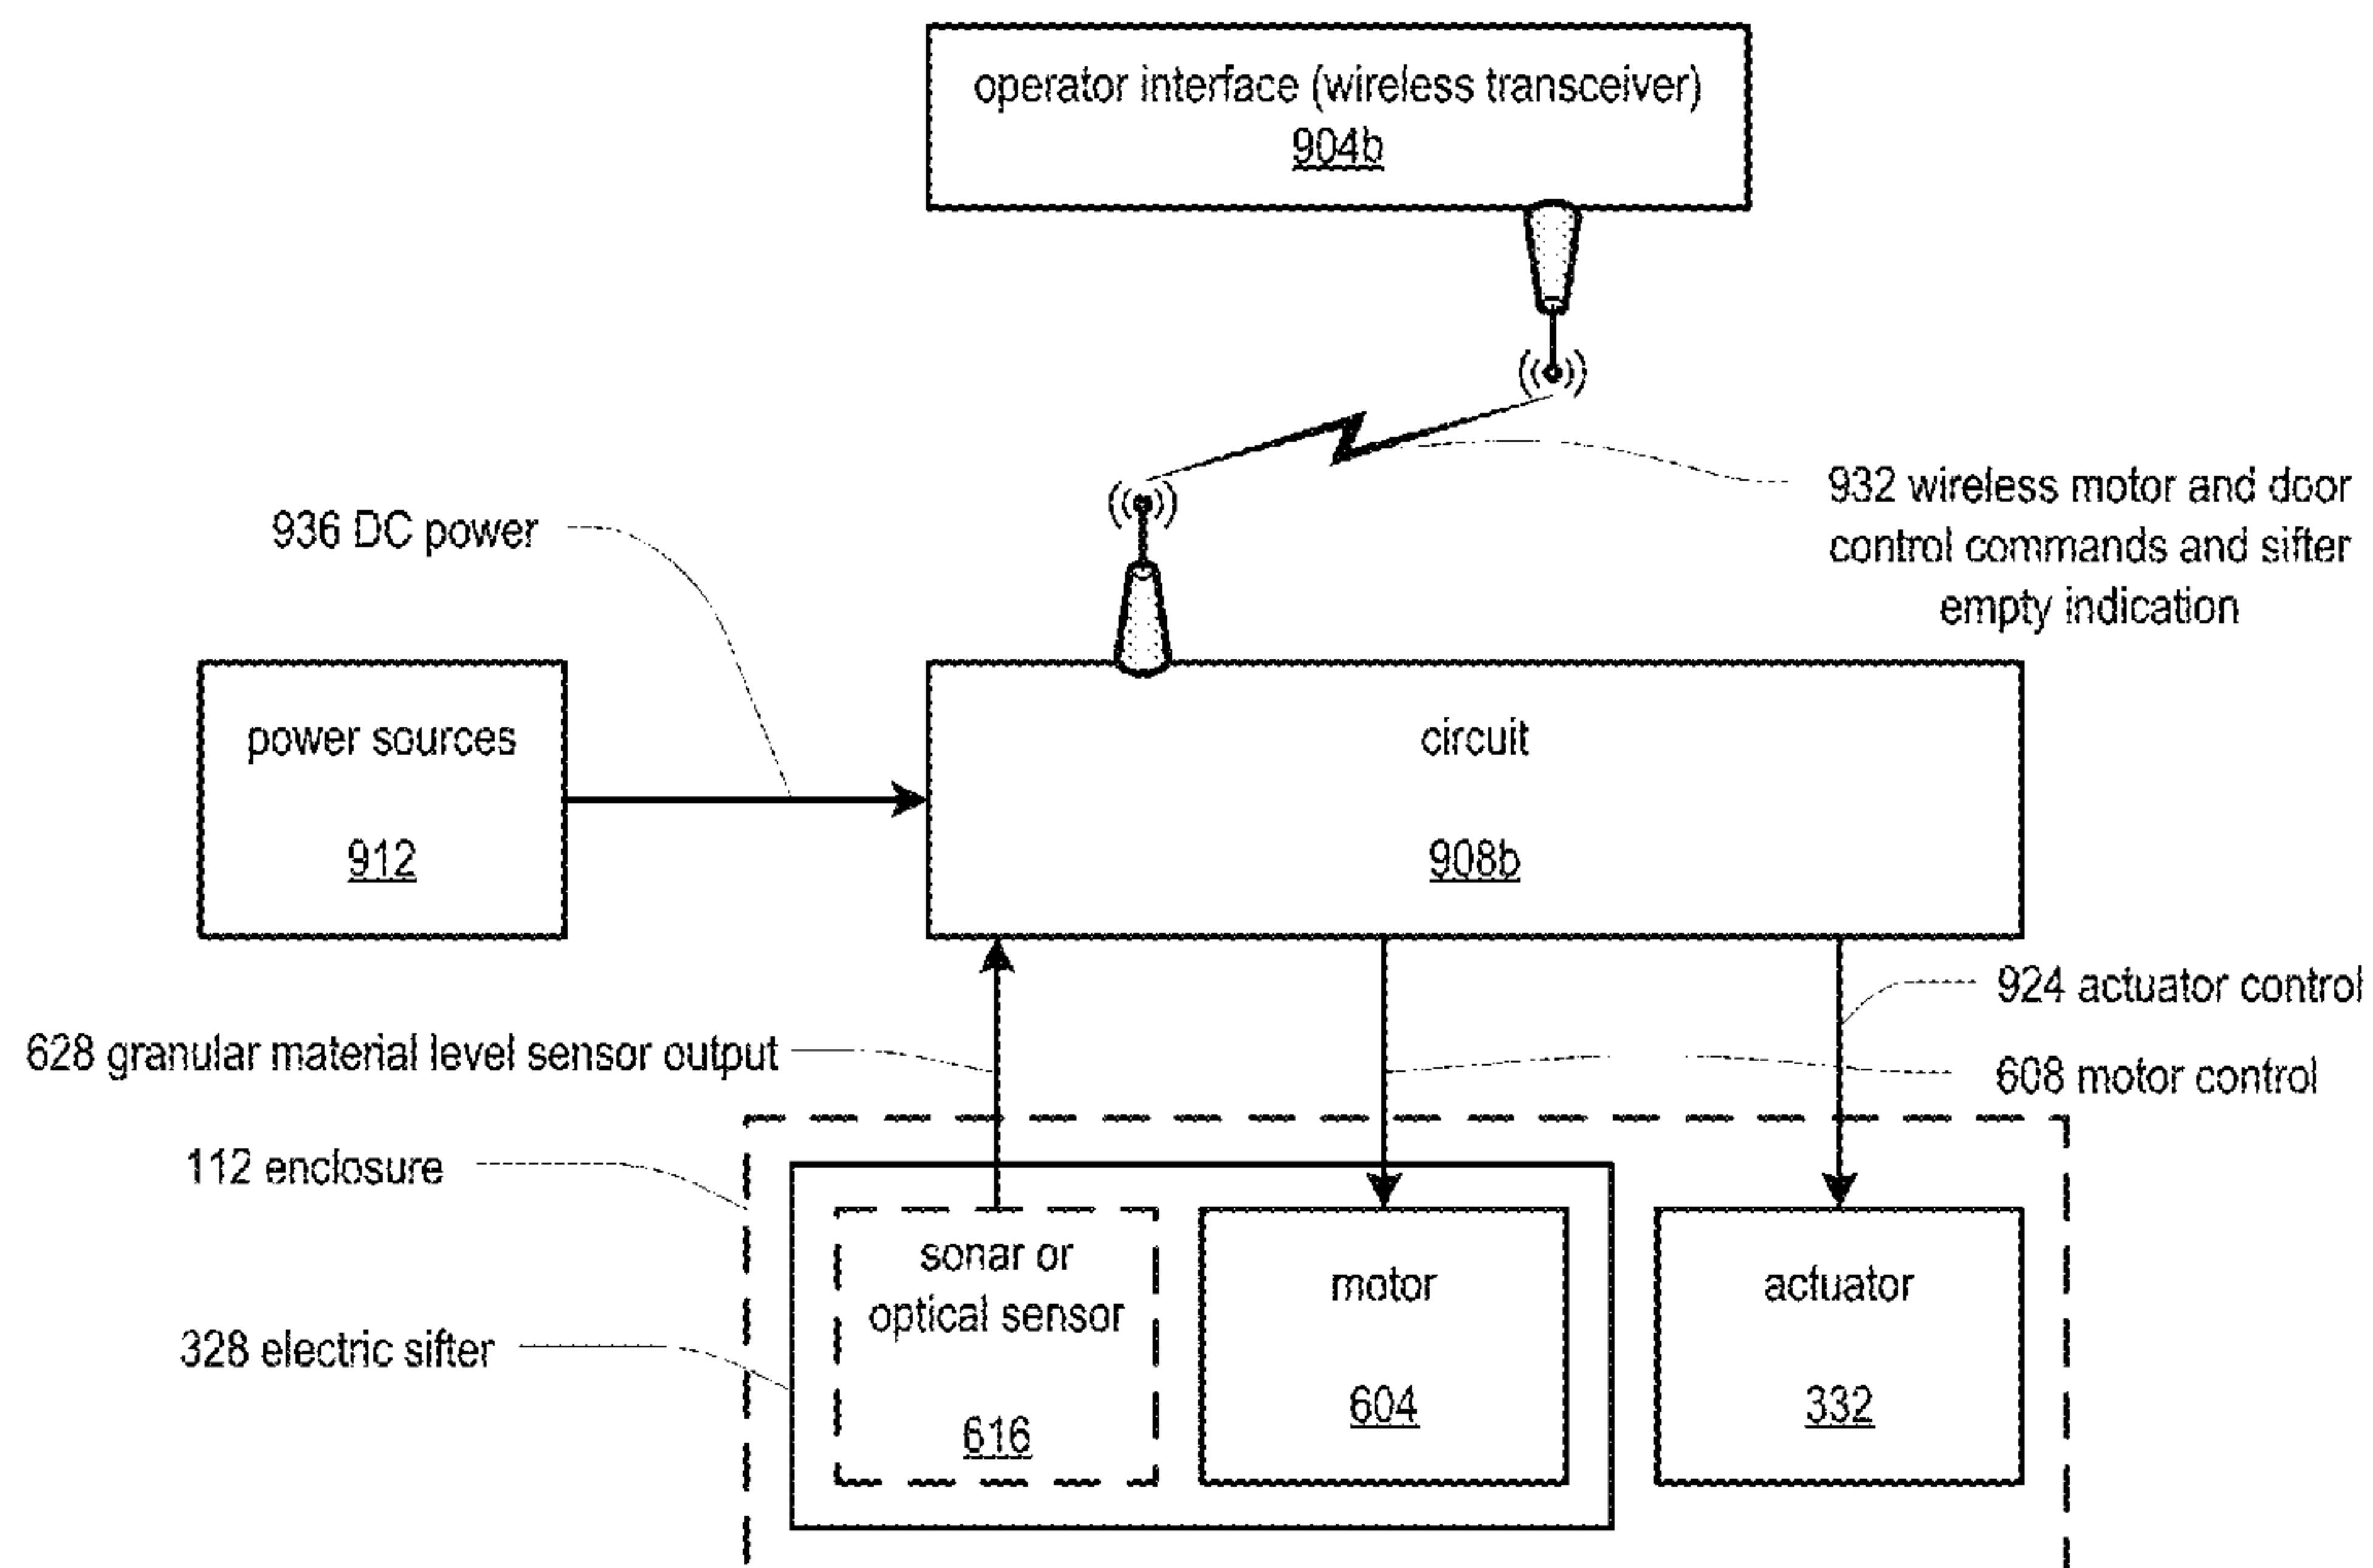 operator interface (wireless transceiver)
904b
932 wireless motor and door
control commands and sifter
empty indication
936 DC power
power sources
912
circuit
908b
924 actuator control
628 granular material level sensor output
608 motor control
112 enclosure
328 electric sifter
sonar or
optical sensor
616
motor
604
actuator
332